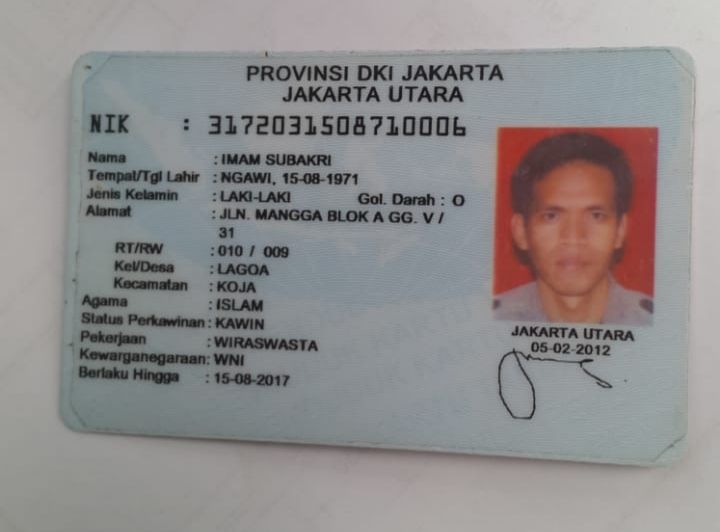 PROVINSI DKI JAKARTA
JAKARTA UTARA
NIK : 3172031508710006
Nama : IMAM SUBAKRI
Tempat/Tgl Lahir : NGAWI, 15-08-1971
Jenis Kelamin : LAKI-LAKI Gol. Darah : O
Alamat : JLN. MANGGA BLOK A GG. V /
31
RT/RW : 010 / 009
Kel/Desa : LAGOA
Kecamatan : KOJA
Agama : ISLAM
Status Perkawinan : KAWIN
Pekerjaan : WIRASWASTA
Kewarganegaraan : WNI
Berlaku Hingga : 15-08-2017
JAKARTA UTARA
05-02-2012